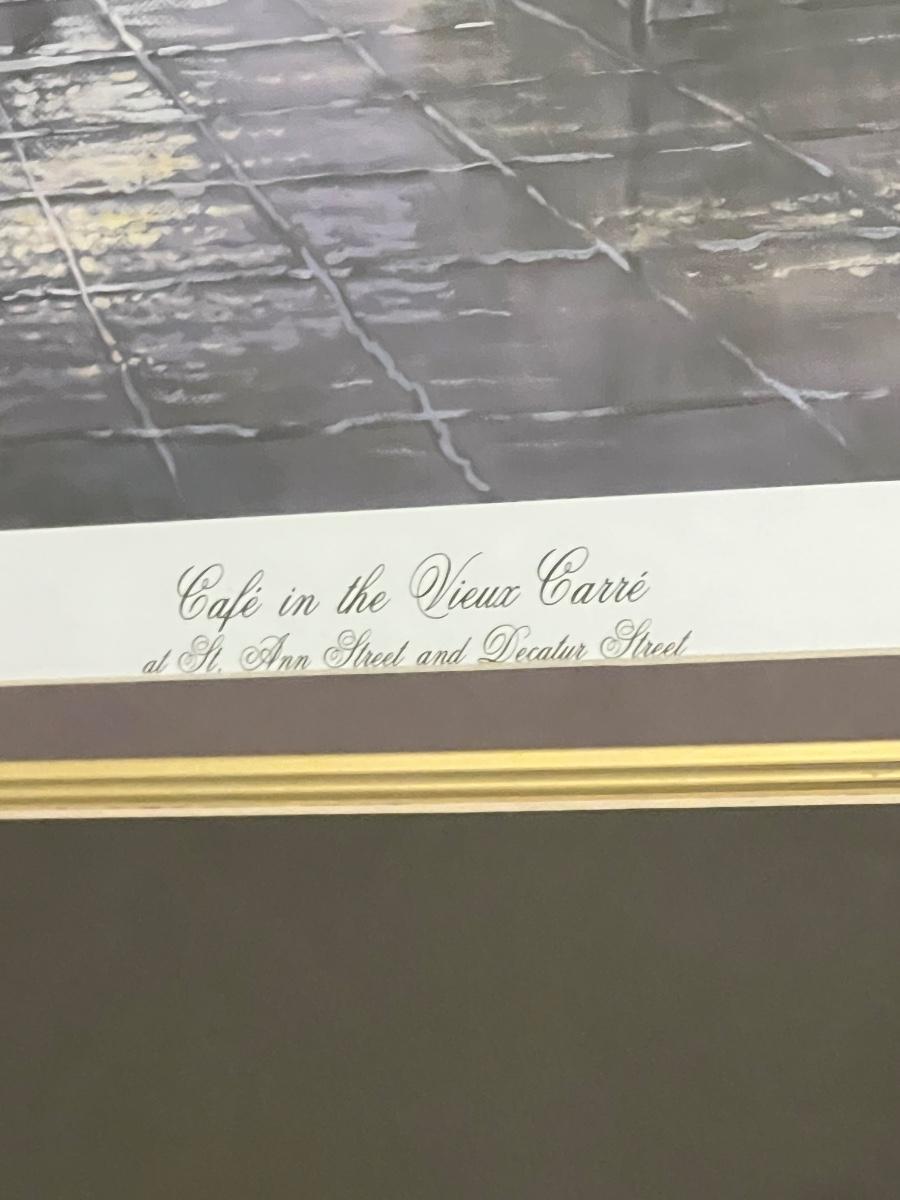 Café in the Vieux Carré
at St. Ann Street and Decatur Street